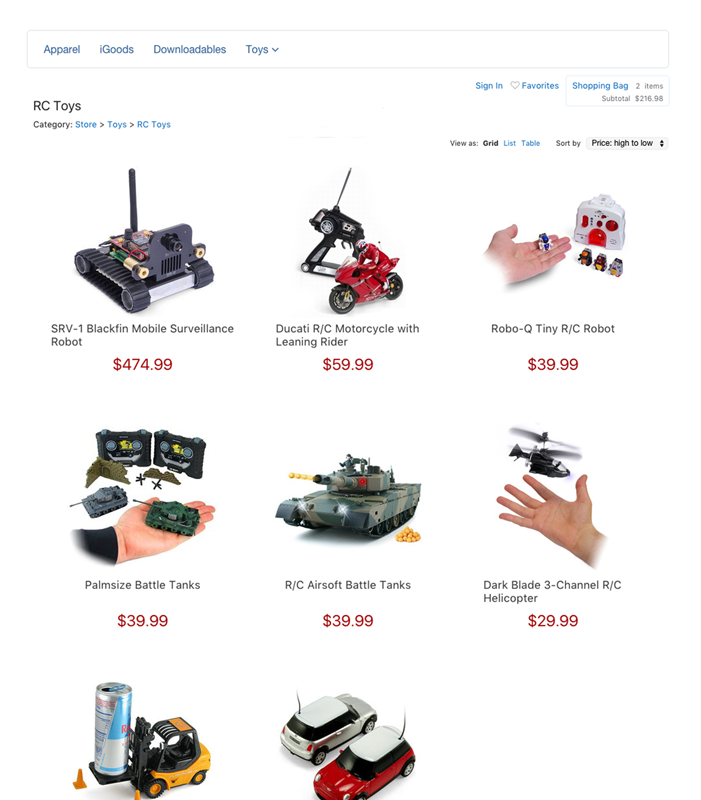 Apparel iGoods Downloadables Toys
Sign In Favorites Shopping Bag 2 items
Subtotal $216.98
RC Toys
Category: Store > Toys > RC Toys
View as: Grid List Table Sort by Price: high to low
SRV-1 Blackfin Mobile Surveillance
Robot
$474.99
Ducati R/C Motorcycle with
Leaning Rider
$59.99
Robo-Q Tiny R/C Robot
$39.99
Palmsize Battle Tanks
$39.99
R/C Airsoft Battle Tanks
$39.99
Dark Blade 3-Channel R/C
Helicopter
$29.99